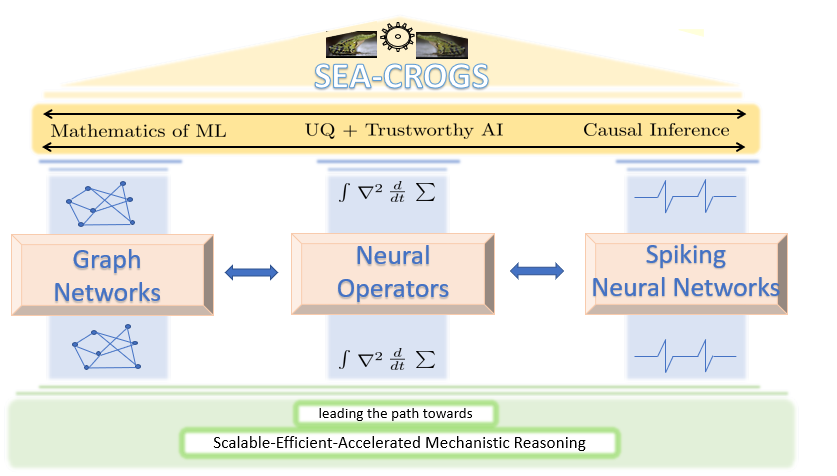 SEA-CROGS
Mathematics of ML UQ + Trustworthy AI Causal Inference
∫ ∇² d/dt ∑
Graph
Networks
Neural
Operators
Spiking
Neural Networks
∫ ∇² d/dt ∑
leading the path towards
Scalable-Efficient-Accelerated Mechanistic Reasoning